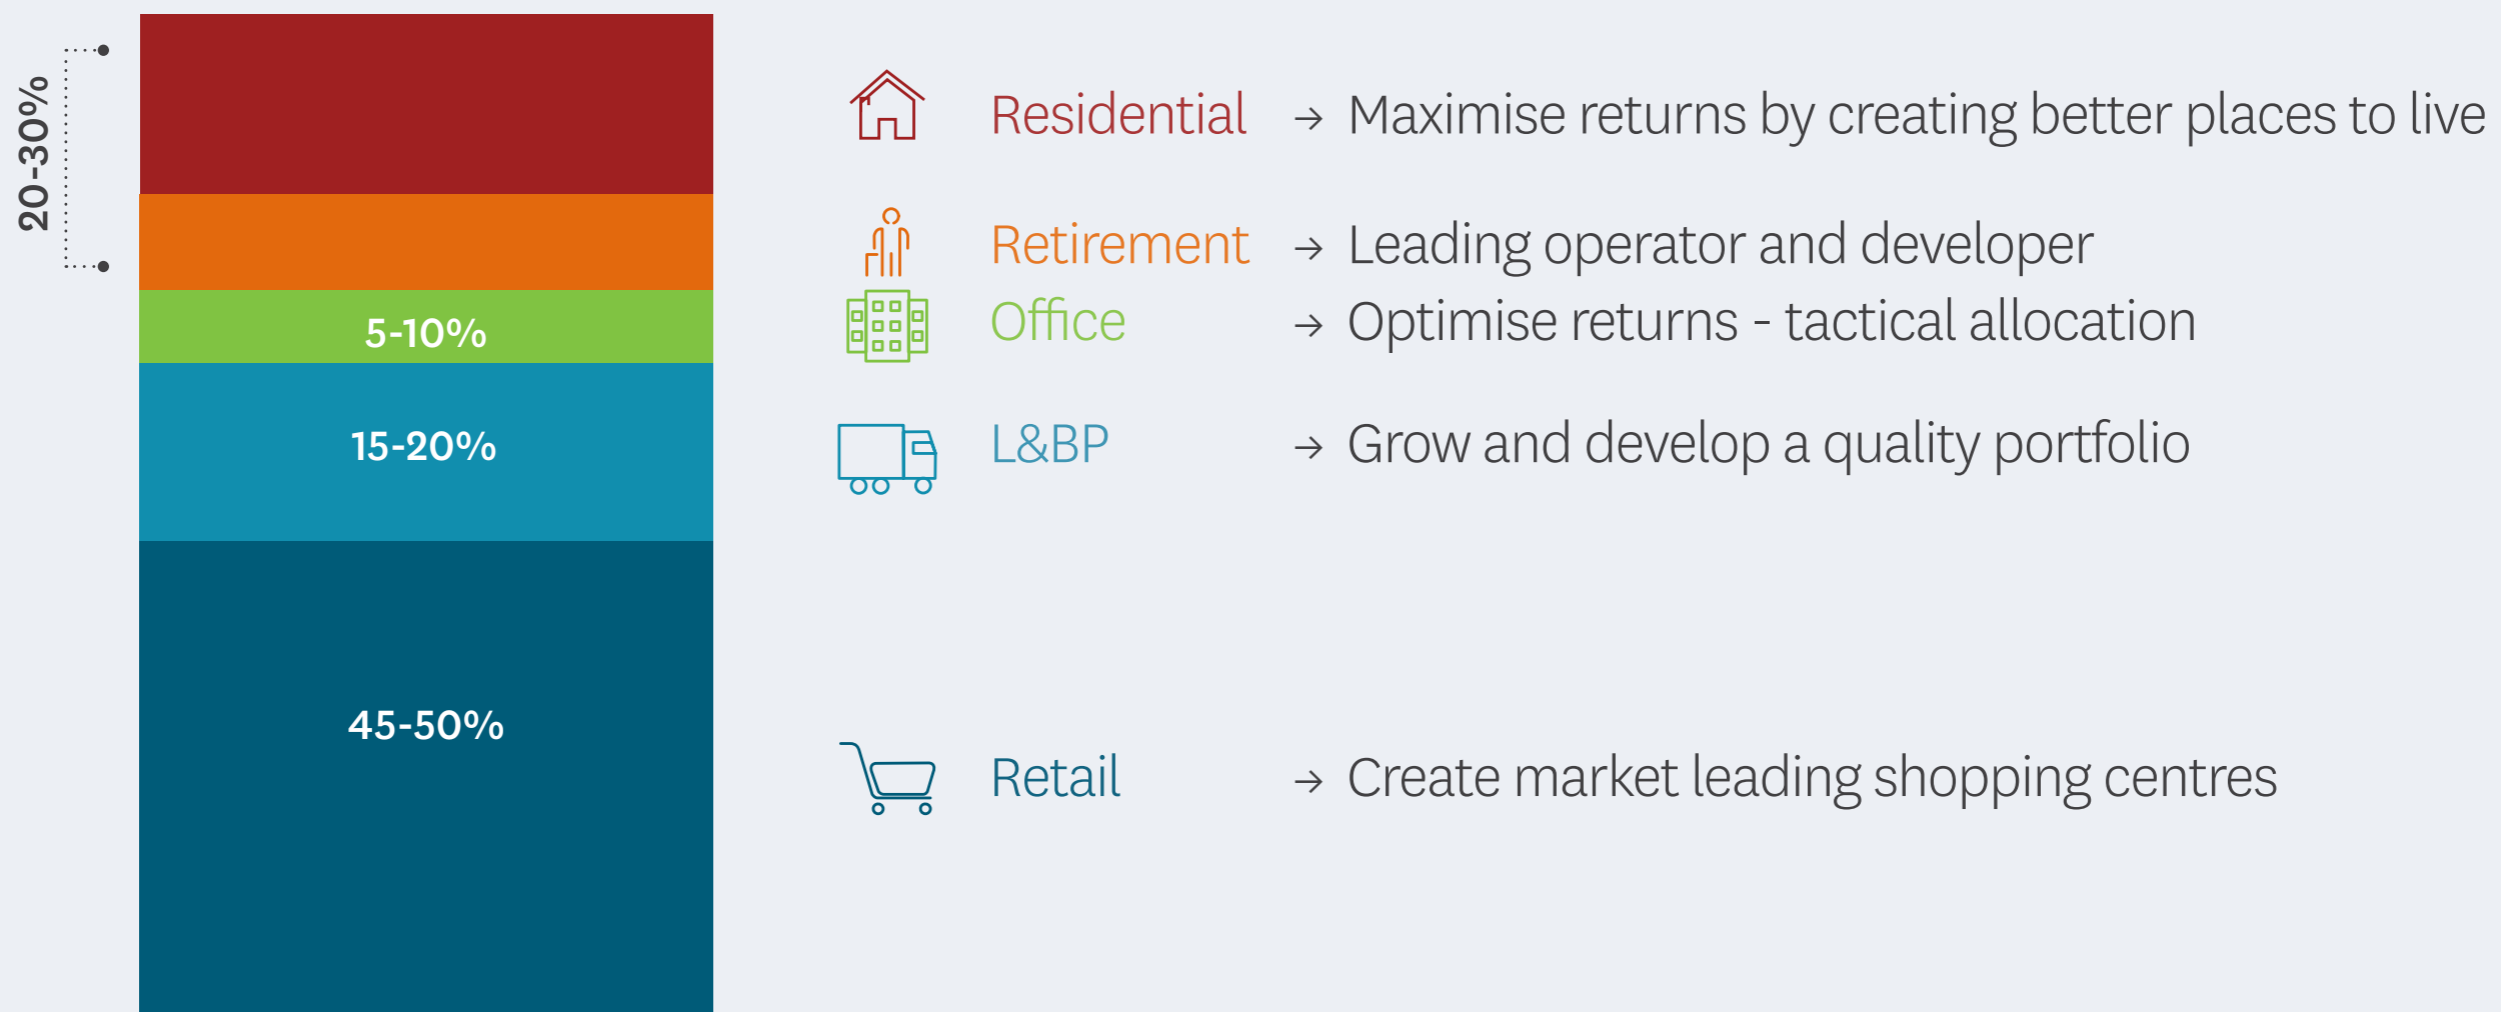 20-30%
Residential → Maximise returns by creating better places to live
Retirement → Leading operator and developer
5-10%
Office → Optimise returns - tactical allocation
15-20%
L&BP → Grow and develop a quality portfolio
45-50%
Retail → Create market leading shopping centres